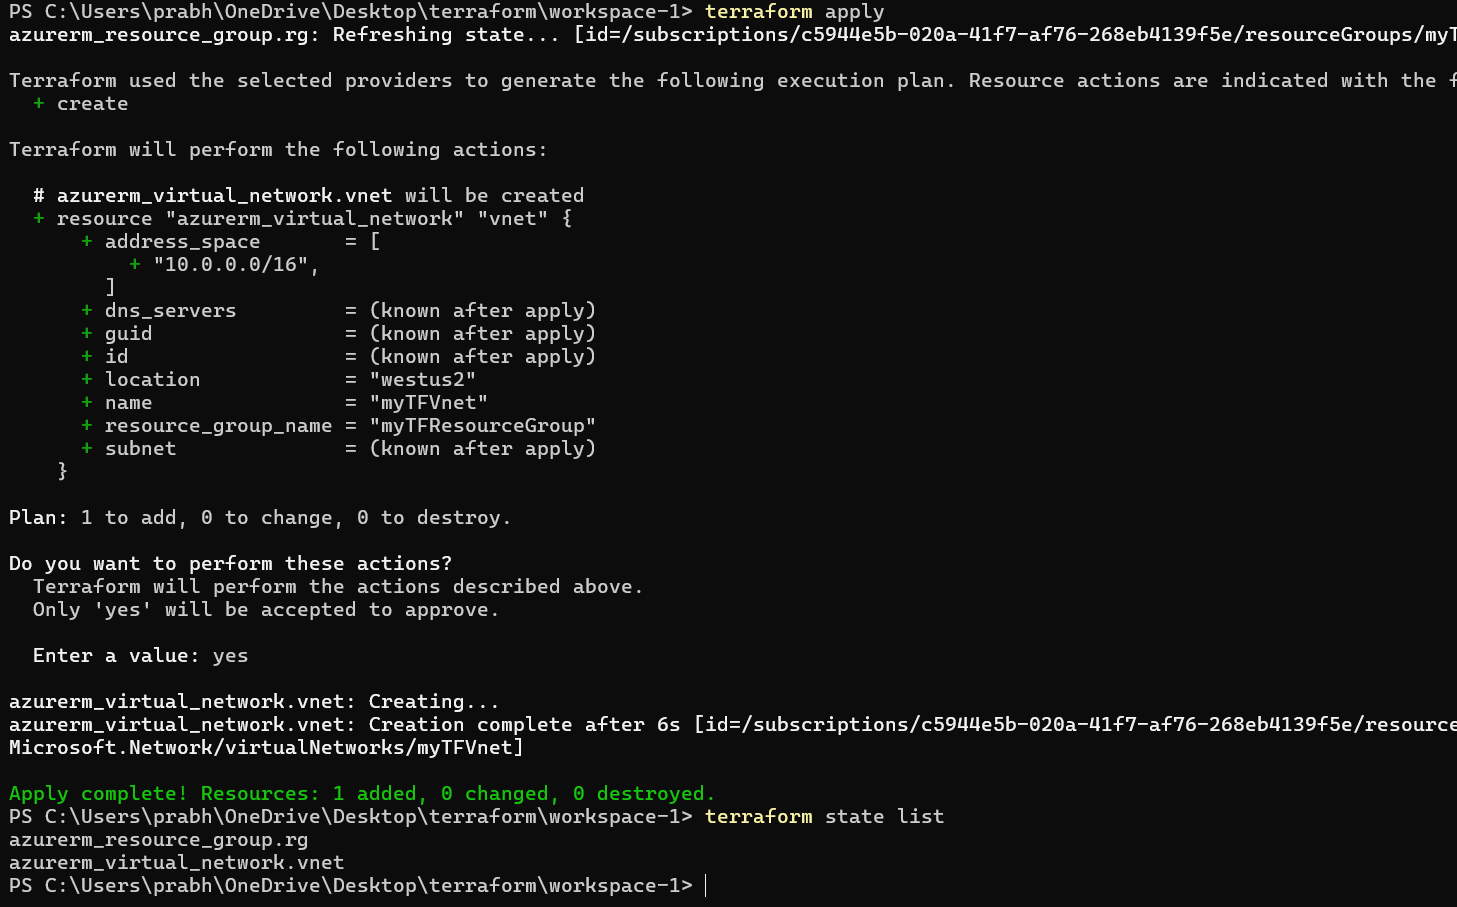 PS C:\Users\prabh\OneDrive\Desktop\terraform\workspace-1> terraform apply
azurerm_resource_group.rg: Refreshing state... [id=/subscriptions/c5944e5b-020a-41f7-af76-268eb4139f5e/resourceGroups/myT
Terraform used the selected providers to generate the following execution plan. Resource actions are indicated with the f
+ create
Terraform will perform the following actions:
# azurerm_virtual_network.vnet will be created
+ resource "azurerm_virtual_network" "vnet" {
+ address_space       = [
+ "10.0.0.0/16",
]
+ dns_servers         = (known after apply)
+ guid                = (known after apply)
+ id                  = (known after apply)
+ location            = "westus2"
+ name                = "myTFVnet"
+ resource_group_name = "myTFResourceGroup"
+ subnet              = (known after apply)
}
Plan: 1 to add, 0 to change, 0 to destroy.
Do you want to perform these actions?
Terraform will perform the actions described above.
Only 'yes' will be accepted to approve.
Enter a value: yes
azurerm_virtual_network.vnet: Creating...
azurerm_virtual_network.vnet: Creation complete after 6s [id=/subscriptions/c5944e5b-020a-41f7-af76-268eb4139f5e/resource
Microsoft.Network/virtualNetworks/myTFVnet]
Apply complete! Resources: 1 added, 0 changed, 0 destroyed.
PS C:\Users\prabh\OneDrive\Desktop\terraform\workspace-1> terraform state list
azurerm_resource_group.rg
azurerm_virtual_network.vnet
PS C:\Users\prabh\OneDrive\Desktop\terraform\workspace-1>